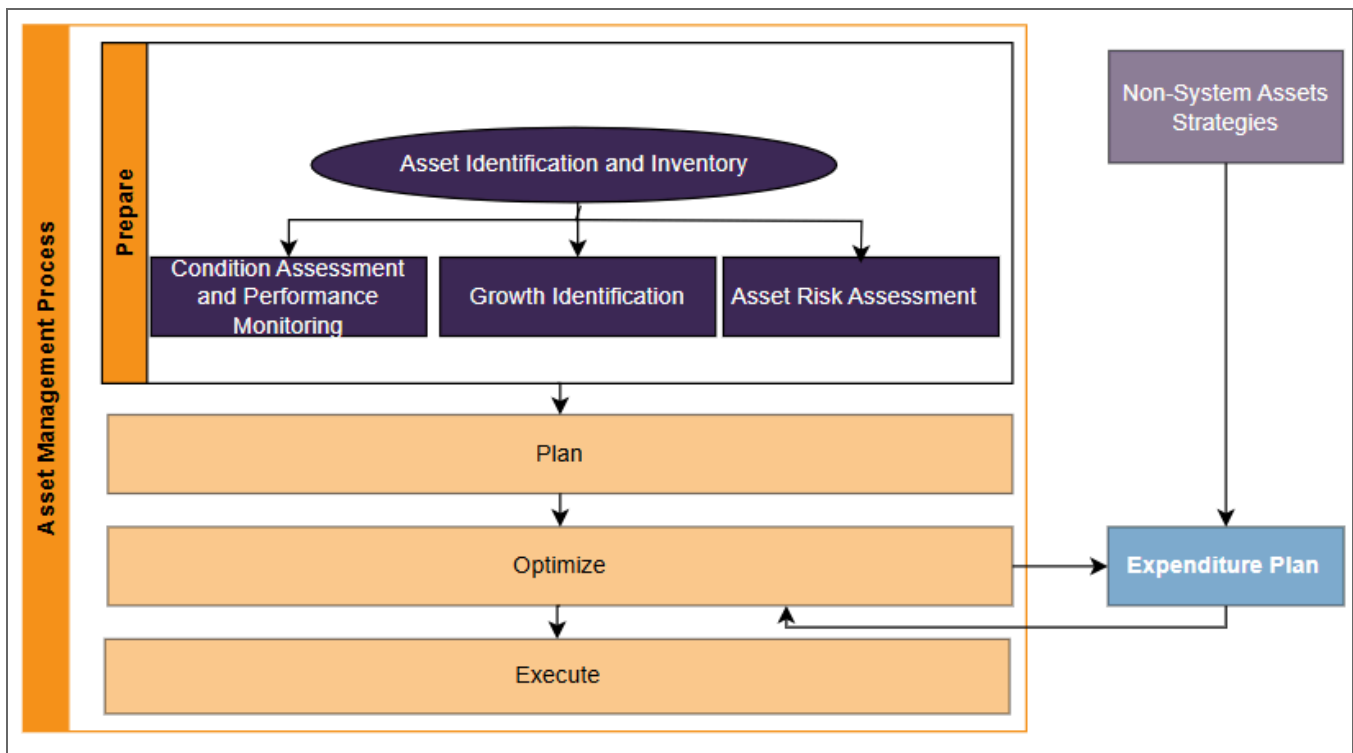 Asset Management Process
Prepare
Asset Identification and Inventory
Condition Assessment
and Performance
Monitoring
Growth Identification
Asset Risk Assessment
Plan
Optimize
Execute
Non-System Assets
Strategies
Expenditure Plan